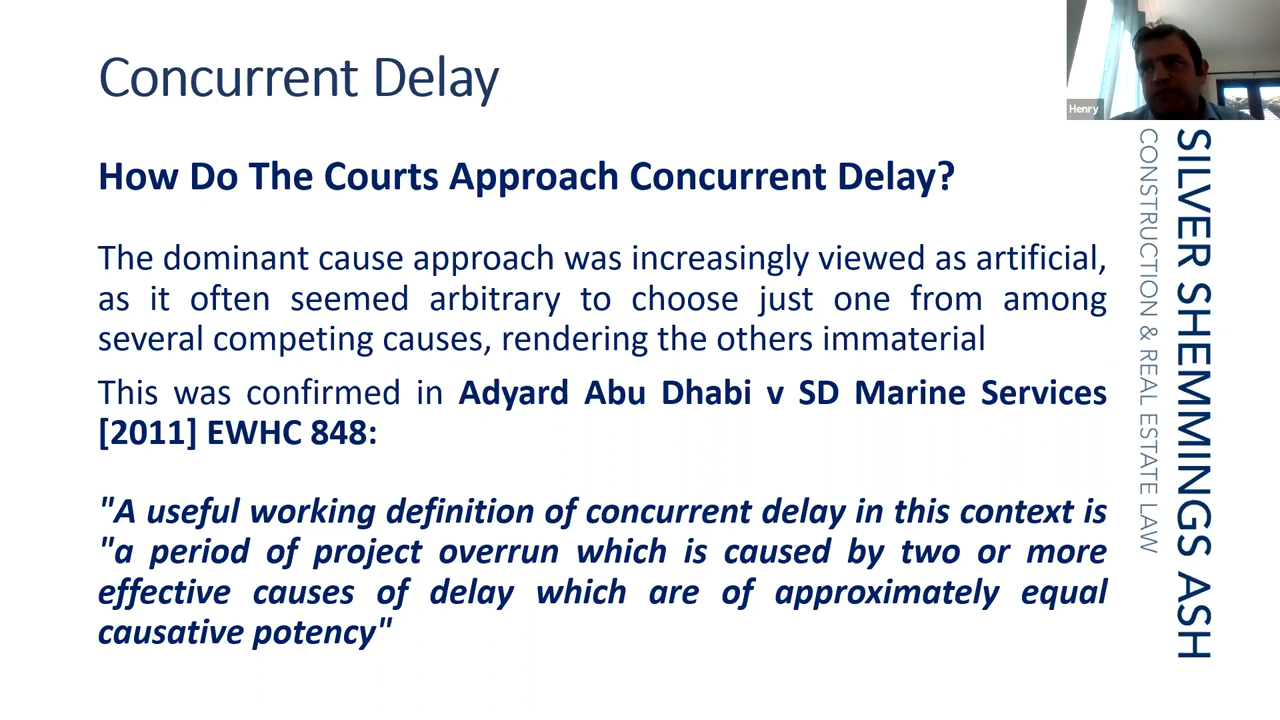 Concurrent Delay
Henry
How Do The Courts Approach Concurrent Delay?
The dominant cause approach was increasingly viewed as artificial,
as it often seemed arbitrary to choose just one from among
several competing causes, rendering the others immaterial
This was confirmed in Adyard Abu Dhabi v SD Marine Services
[2011] EWHC 848:
"A useful working definition of concurrent delay in this context is
"a period of project overrun which is caused by two or more
effective causes of delay which are of approximately equal
causative potency"
SILVER SHEMMINGS ASH
CONSTRUCTION & REAL ESTATE LAW